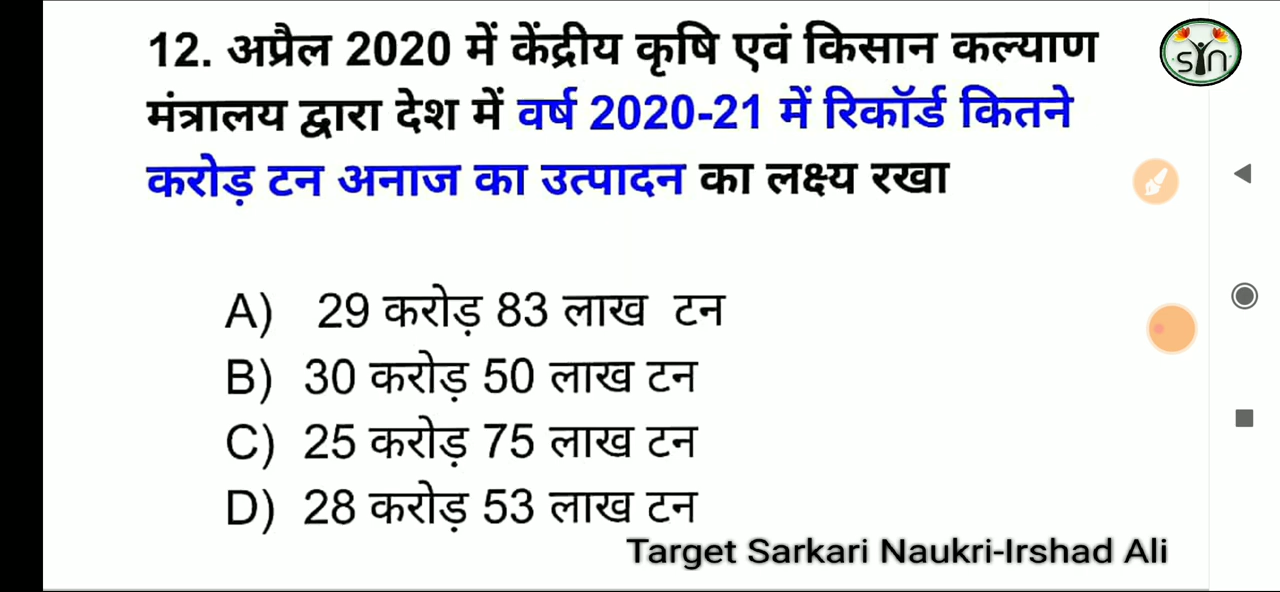 12. अप्रैल 2020 में केंद्रीय कृषि एवं किसान कल्याण
मंत्रालय द्वारा देश में वर्ष 2020-21 में रिकॉर्ड कितने
करोड़ टन अनाज का उत्पादन का लक्ष्य रखा
A) 29 करोड़ 83 लाख टन
B) 30 करोड़ 50 लाख टन
C) 25 करोड़ 75 लाख टन
D) 28 करोड़ 53 लाख टन
Target Sarkari Naukri-Irshad Ali
SYN